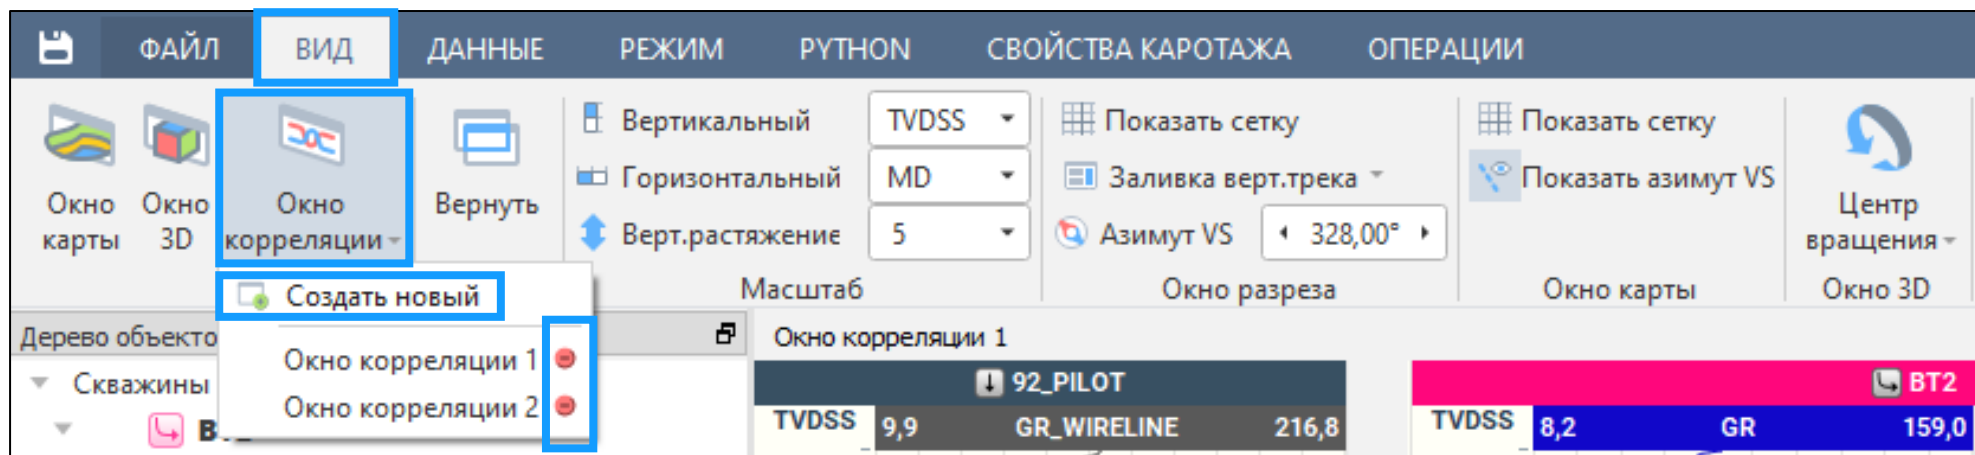 ФАЙЛ ВИД ДАННЫЕ РЕЖИМ PYTHON СВОЙСТВА КАРОТАЖА ОПЕРАЦИИ
Окно карты
Окно 3D
Окно корреляции
Вернуть
Вертикальный TVDSS
Горизонтальный MD
Верт.растяжение 5
Масштаб
Показать сетку
Заливка верт.трека
Азимут VS 328,00°
Окно разреза
Показать сетку
Показать азимут VS
Окно карты
Центр вращения
Окно 3D
Создать новый
Окно корреляции 1
Окно корреляции 2
Дерево объекто
Скважины
Окно корреляции 1
92_PILOT
TVDSS 9,9 GR_WIRELINE 216,8
BT2
TVDSS 8,2 GR 159,0